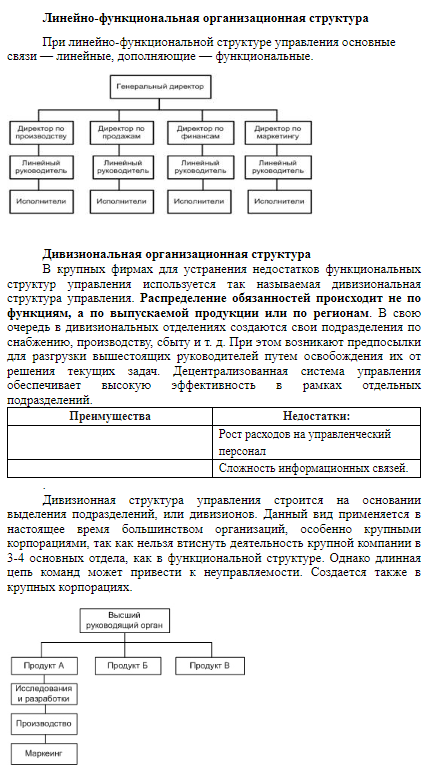 Линейно-функциональная организационная структура
При линейно-функциональной структуре управления основные
связи — линейные, дополняющие — функциональные.
Генеральный директор
Директор по
производству
Директор по
продажам
Директор по
финансам
Директор по
маркетингу
Линейный
руководитель
Линейный
руководитель
Линейный
руководитель
Линейный
руководитель
Исполнители
Исполнители
Исполнители
Исполнители
Дивизиональная организационная структура
В крупных фирмах для устранения недостатков функциональных
структур управления используется так называемая дивизиональная
структура управления. Распределение обязанностей происходит не по
функциям, а по выпускаемой продукции или по регионам. В свою
очередь в дивизиональных отделениях создаются свои подразделения по
снабжению, производству, сбыту и т. д. При этом возникают предпосылки
для разгрузки вышестоящих руководителей путем освобождения их от
решения текущих задач. Децентрализованная система управления
обеспечивает высокую эффективность в рамках отдельных
подразделений.
Преимущества Недостатки:
Рост расходов на управленческий
персонал
Сложность информационных связей.
.
Дивизионная структура управления строится на основании
выделения подразделений, или дивизионов. Данный вид применяется в
настоящее время большинством организаций, особенно крупными
корпорациями, так как нельзя втиснуть деятельность крупной компании в
3-4 основных отдела, как в функциональной структуре. Однако длинная
цепь команд может привести к неуправляемости. Создается также в
крупных корпорациях.
Высший
руководящий орган
Продукт А
Продукт Б
Продукт В
Исследования
и разработки
Производство
Маркеинг